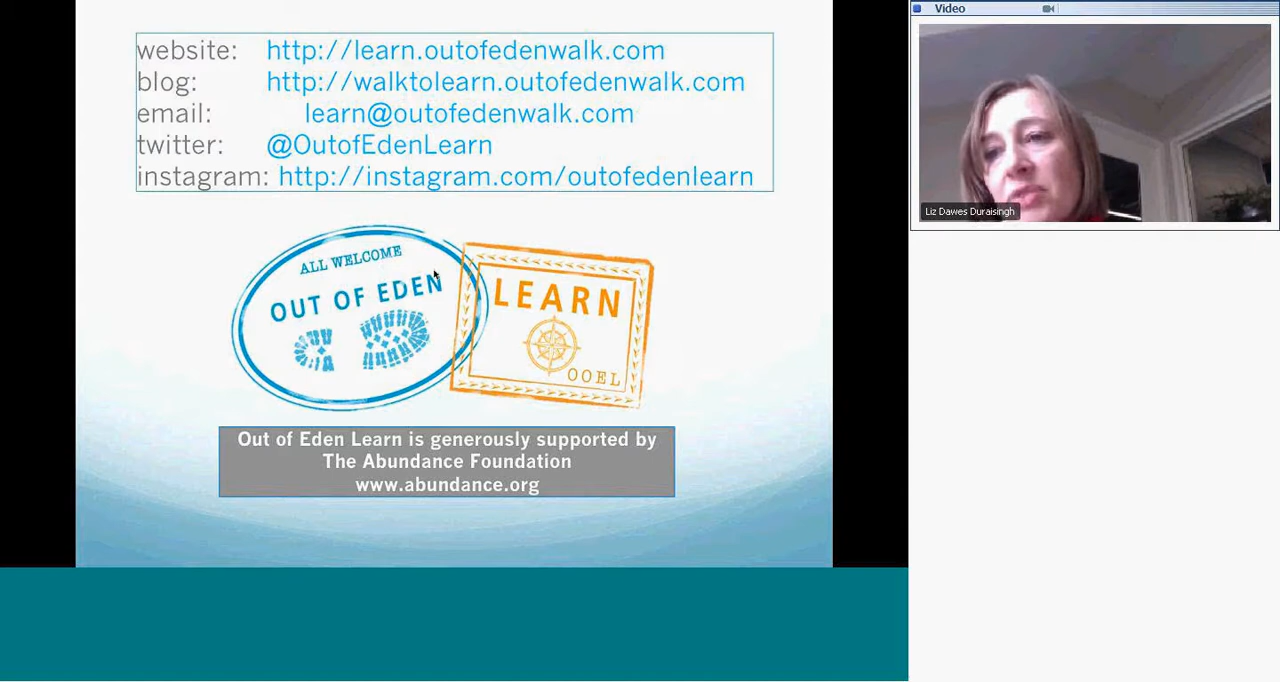 website: http://learn.outofedenwalk.com
blog: http://walktolearn.outofedenwalk.com
email: learn@outofedenwalk.com
twitter: @OutofEdenLearn
instagram: http://instagram.com/outofedenlearn
ALL WELCOME
OUT OF EDEN
LEARN
OOEL
Out of Eden Learn is generously supported by
The Abundance Foundation
www.abundance.org
Video
Liz Dawes Duraisingh